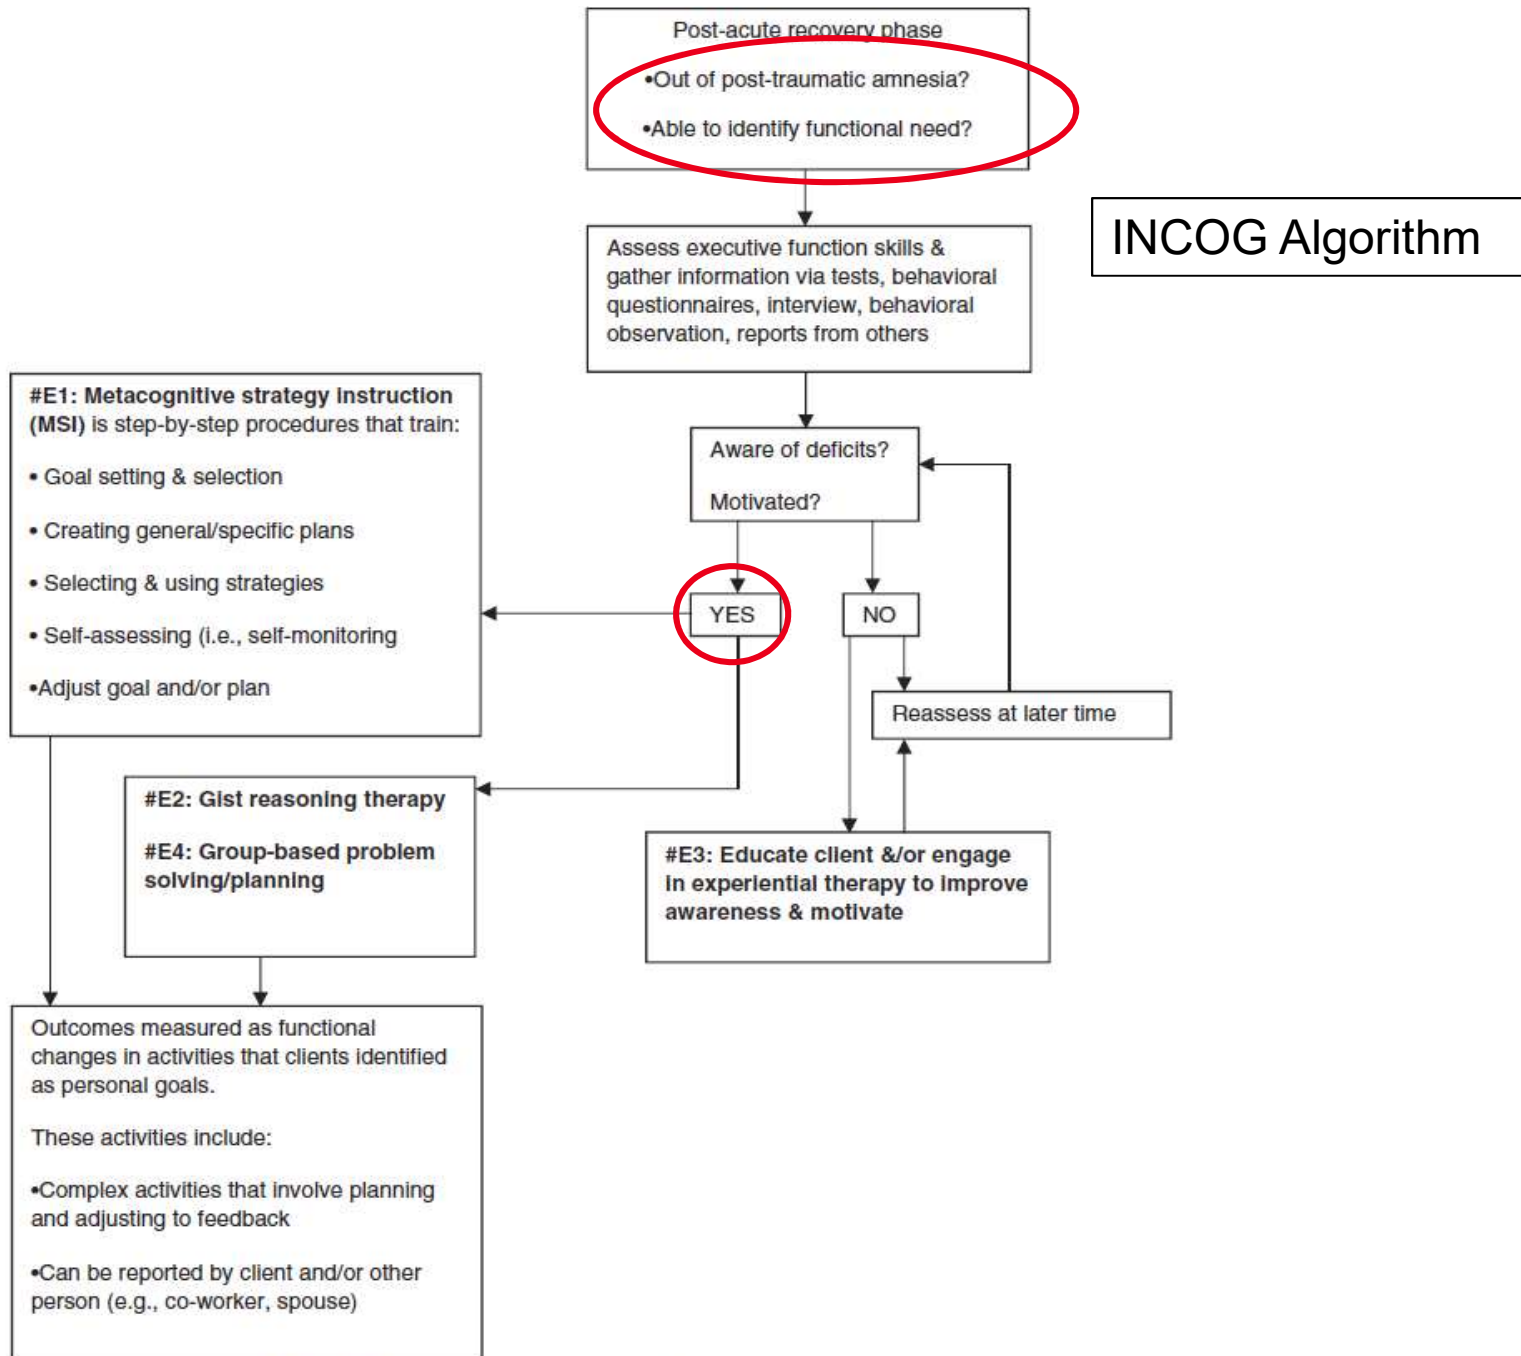 Post-acute recovery phase
•Out of post-traumatic amnesia?
•Able to identify functional need?
INCOG Algorithm
Assess executive function skills &
gather information via tests, behavioral
questionnaires, interview, behavioral
observation, reports from others
#E1: Metacognitive strategy instruction
(MSI) is step-by-step procedures that train:
• Goal setting & selection
• Creating general/specific plans
• Selecting & using strategies
• Self-assessing (i.e., self-monitoring
•Adjust goal and/or plan
Aware of deficits?
Motivated?
YES
NO
Reassess at later time
#E2: Gist reasoning therapy
#E4: Group-based problem
solving/planning
#E3: Educate client &/or engage
in experiential therapy to improve
awareness & motivate
Outcomes measured as functional
changes in activities that clients identified
as personal goals.
These activities include:
•Complex activities that involve planning
and adjusting to feedback
•Can be reported by client and/or other
person (e.g., co-worker, spouse)